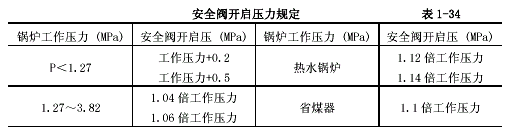 安全阀开启压力规定 表 1-34
锅炉工作压力 (MPa) 安全阀开启压 (MPa) 锅炉工作压力 (MPa) 安全阀开启压力 (MPa)
P＜1.27 工作压力+0.2 热水锅炉 1.12 倍工作压力
工作压力+0.5 1.14 倍工作压力
1.27～3.82 1.04 倍工作压力 省煤器 1.1 倍工作压力
1.06 倍工作压力